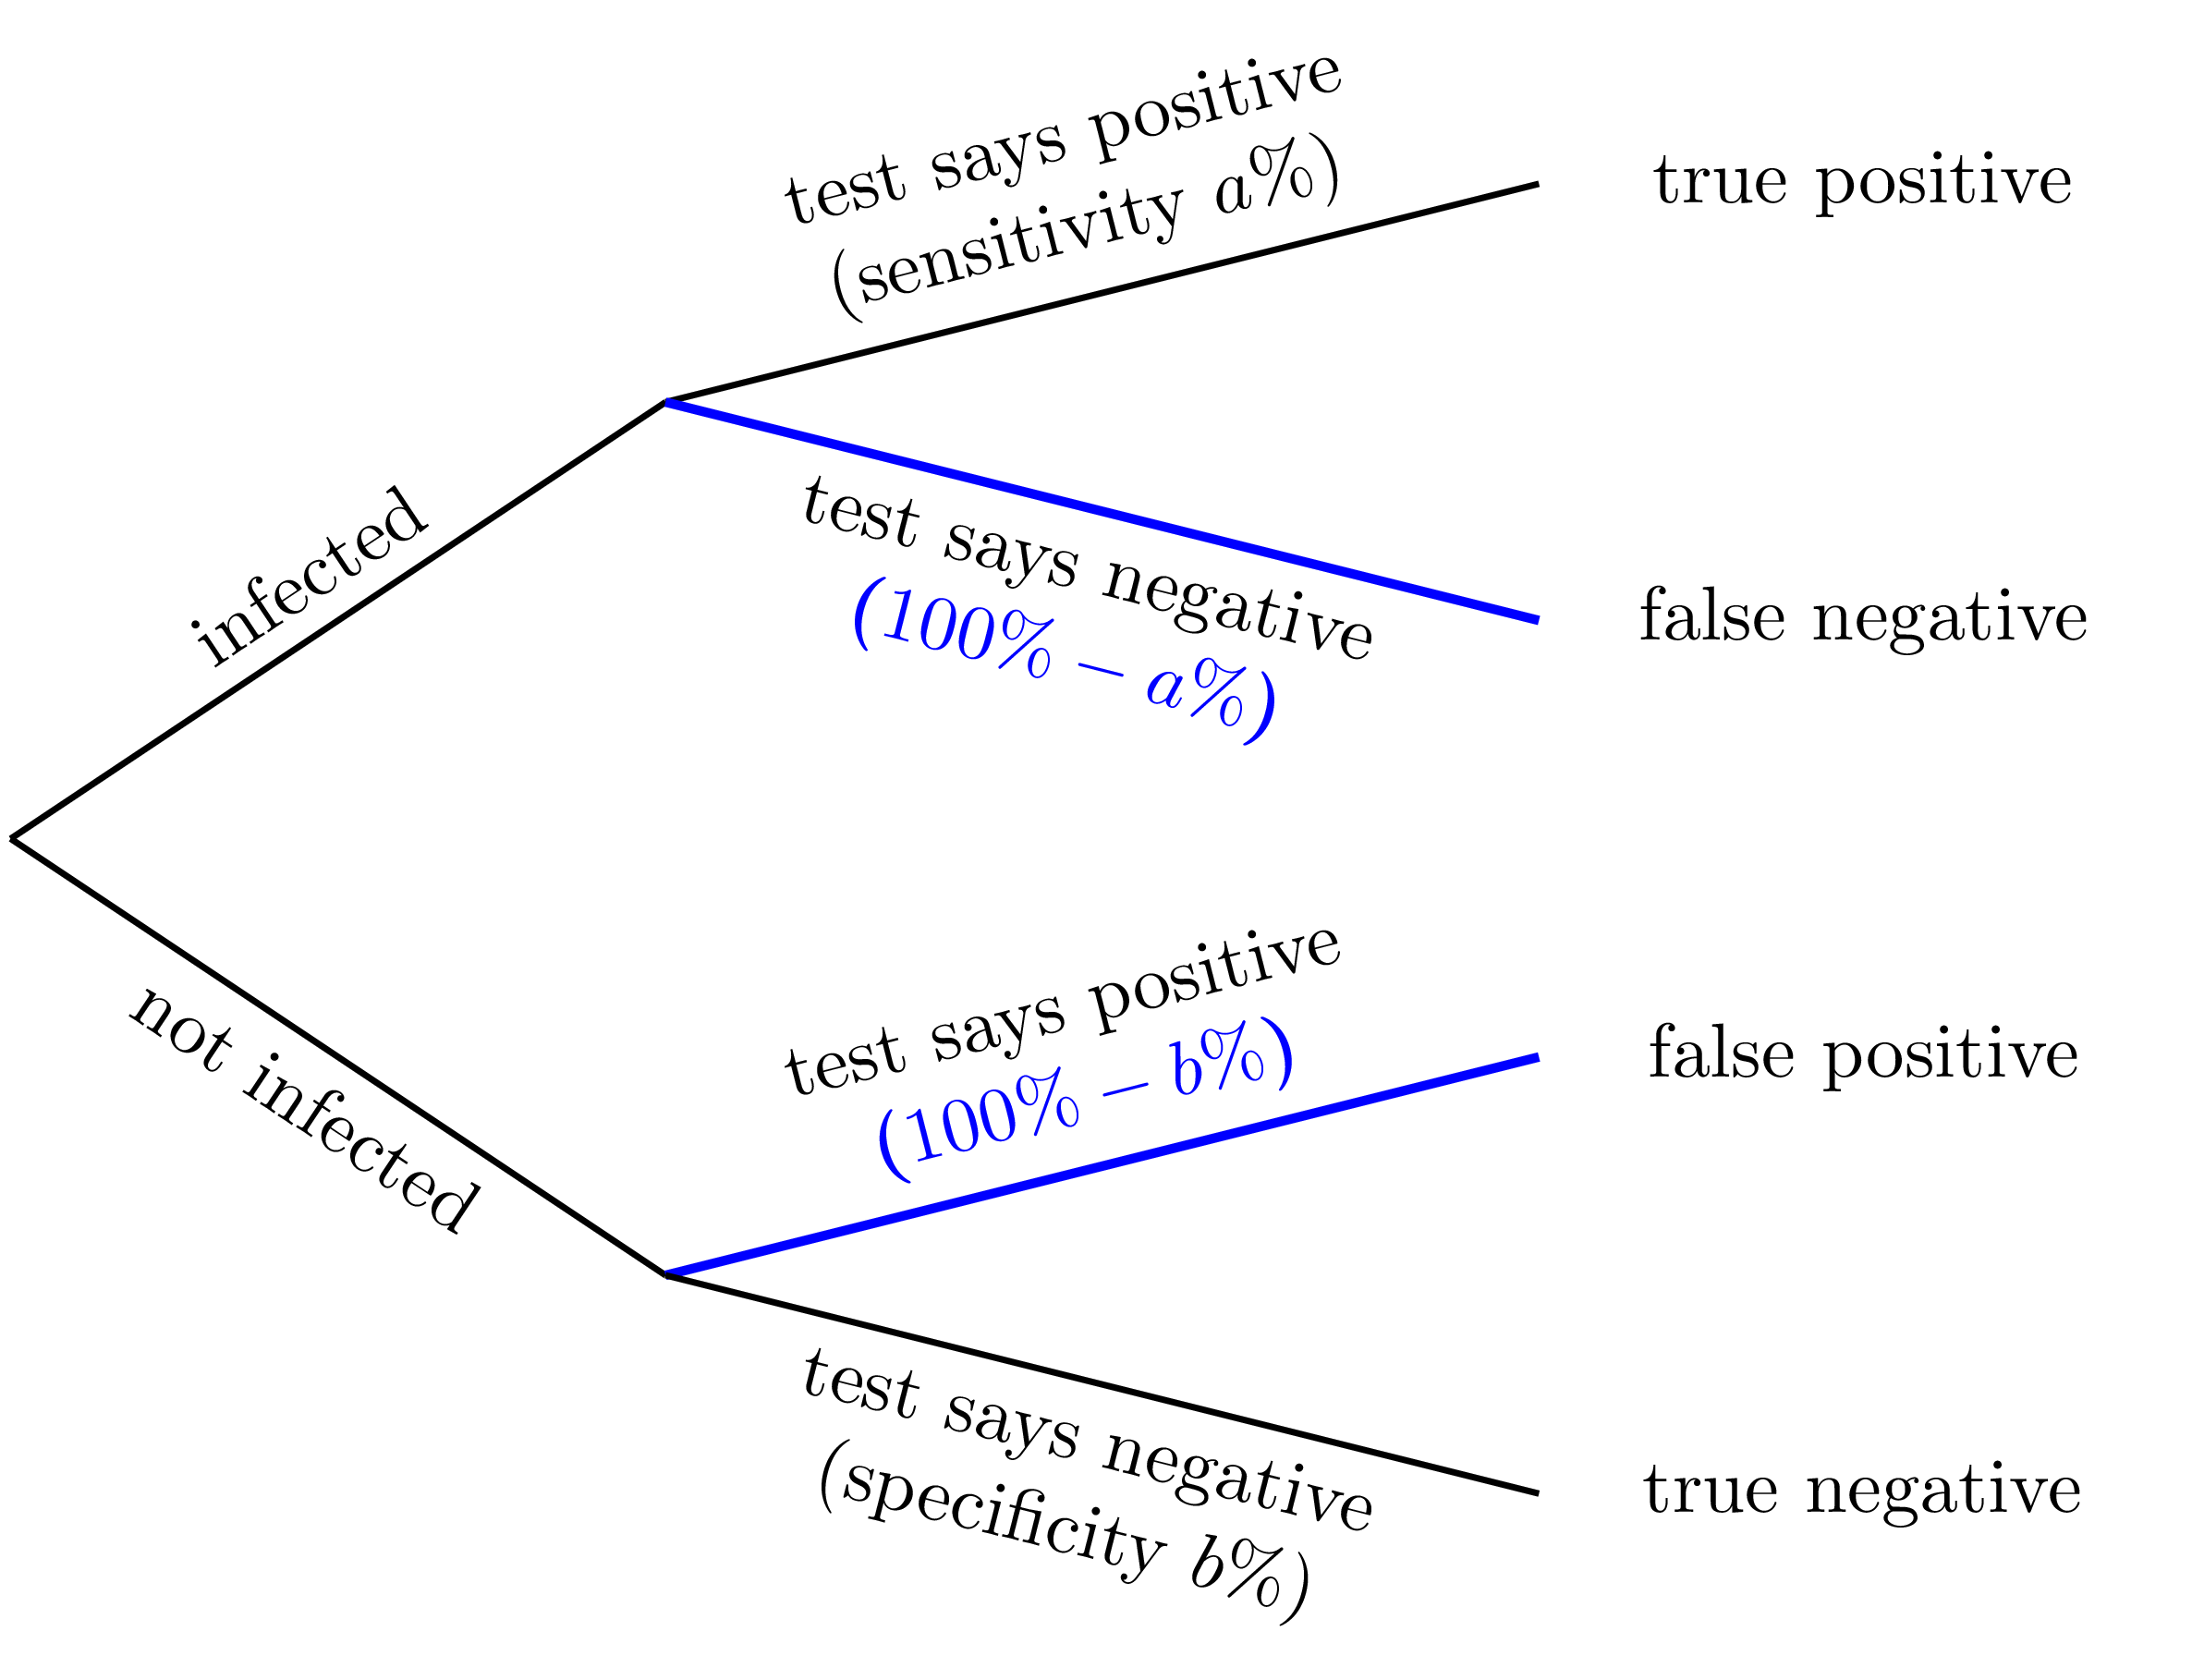 test says positive
(sensitivity a%)
true positive
infected
test says negative
(100% − a%)
false negative
not infected
test says positive
(100% − b%)
false positive
test says negative
(specificity b%)
true negative